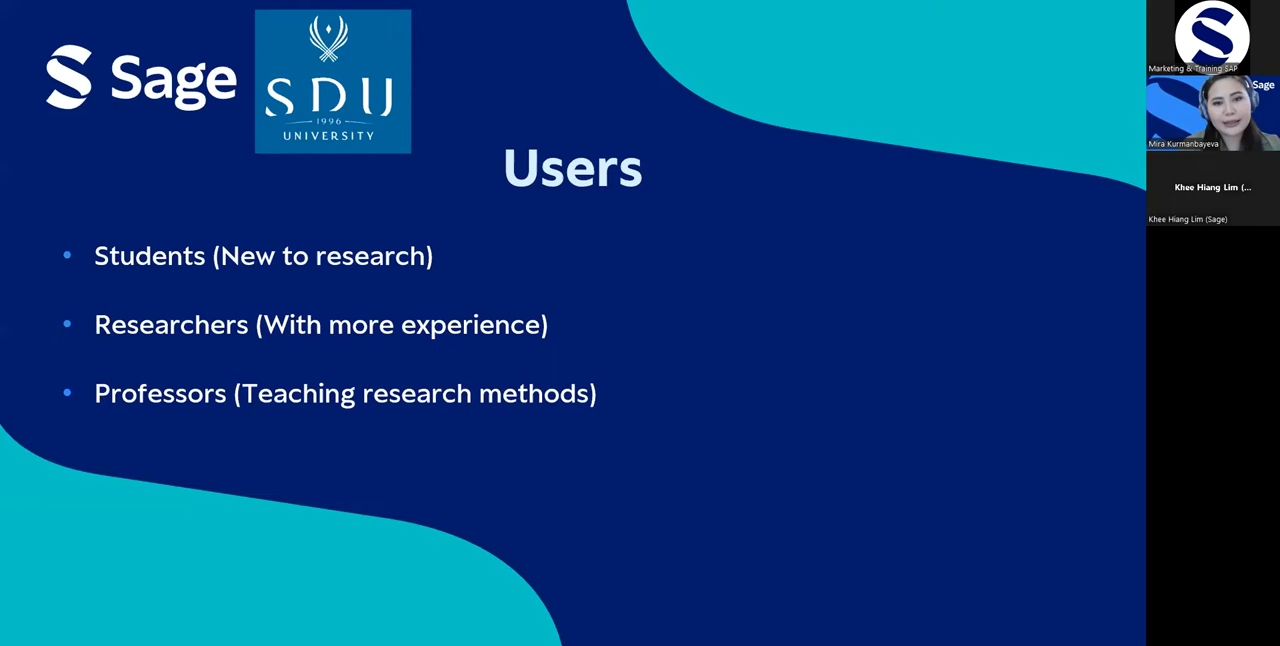 Sage
SDU
1996
UNIVERSITY
Users
• Students (New to research)
• Researchers (With more experience)
• Professors (Teaching research methods)
Marketing & Training SAP
Sage
Mira Kurmanbayeva
Khee Hiang Lim (...
Khee Hiang Lim (Sage)